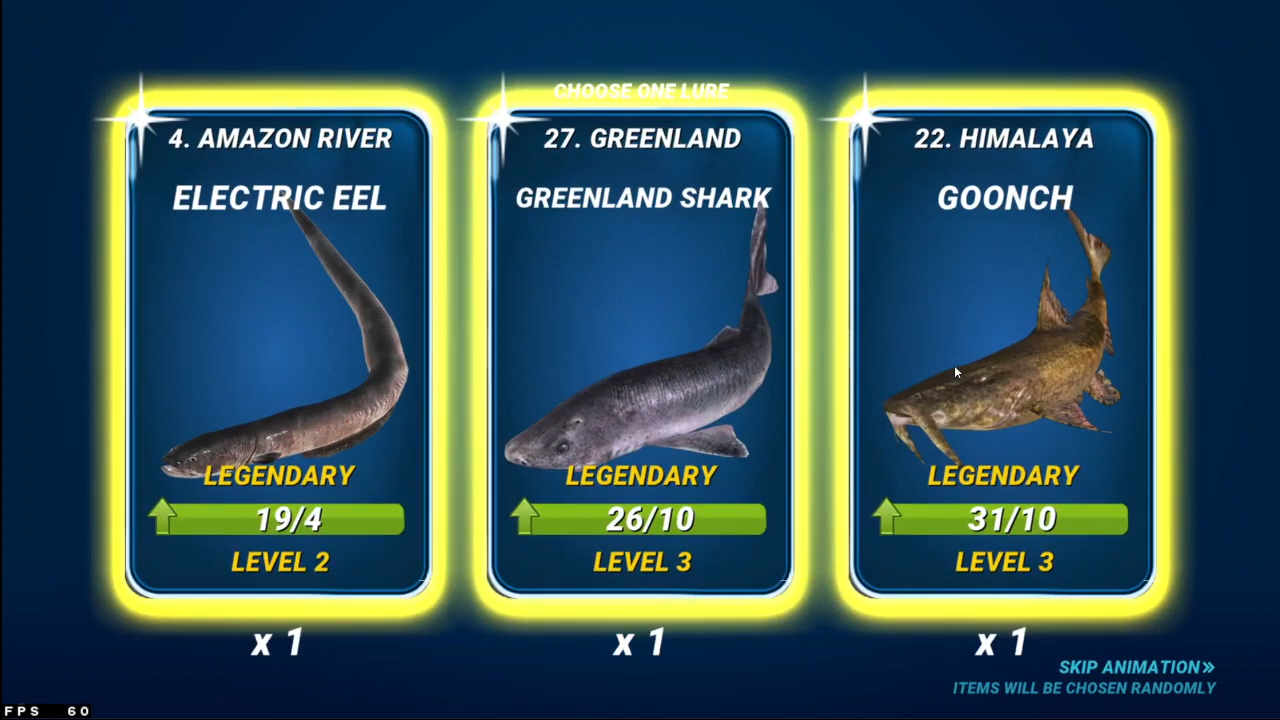 CHOOSE ONE LURE
4. AMAZON RIVER
ELECTRIC EEL
LEGENDARY
19/4
LEVEL 2
x 1
27. GREENLAND
GREENLAND SHARK
LEGENDARY
26/10
LEVEL 3
x 1
22. HIMALAYA
GOONCH
LEGENDARY
31/10
LEVEL 3
x 1
SKIP ANIMATION»
ITEMS WILL BE CHOSEN RANDOMLY
FPS 60